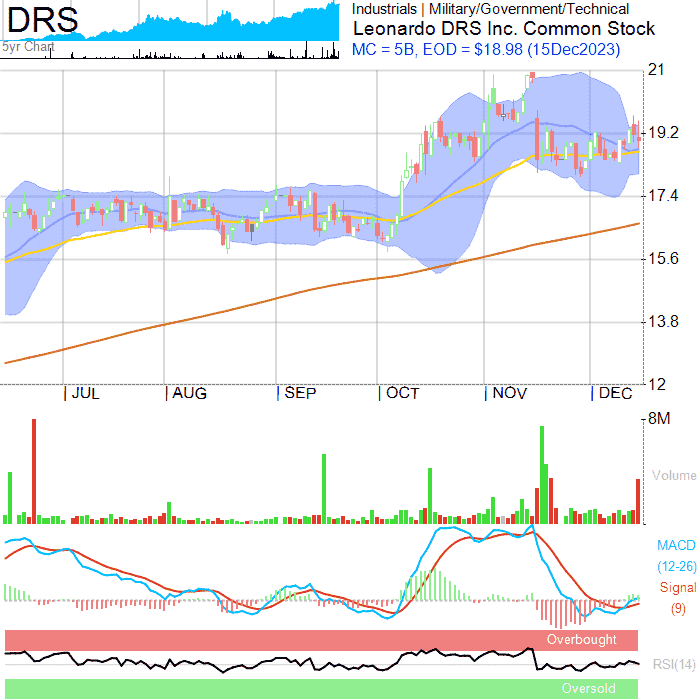 DRS
5yr Chart
Industrials | Military/Government/Technical
Leonardo DRS Inc. Common Stock
MC = 5B, EOD = $18.98 (15Dec2023)
21
19.2
17.4
15.6
13.8
12
JUL AUG SEP OCT NOV DEC
8M
Volume
MACD
(12-26)
Signal
(9)
Overbought
RSI(14)
Oversold